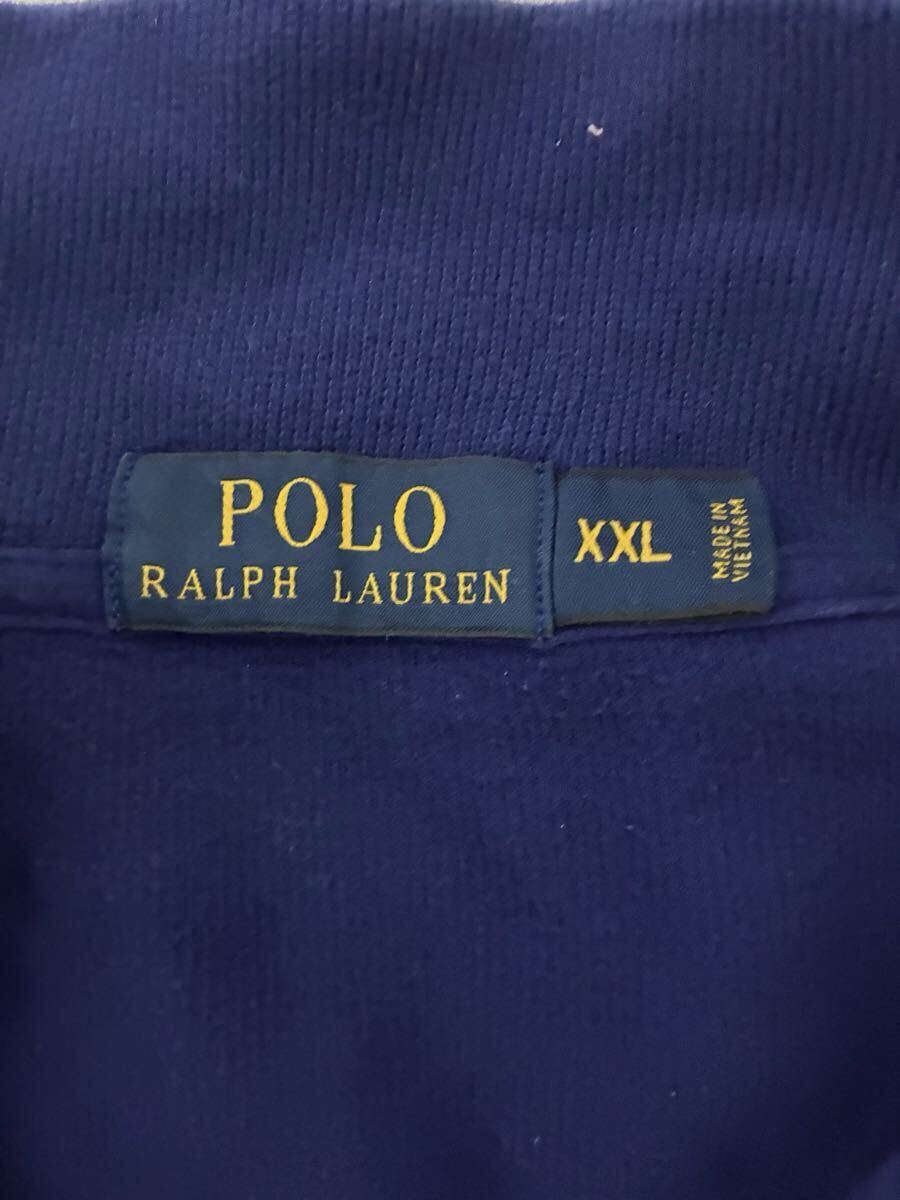 POLO
RALPH LAUREN
XXL
MADE IN
VIETNAM